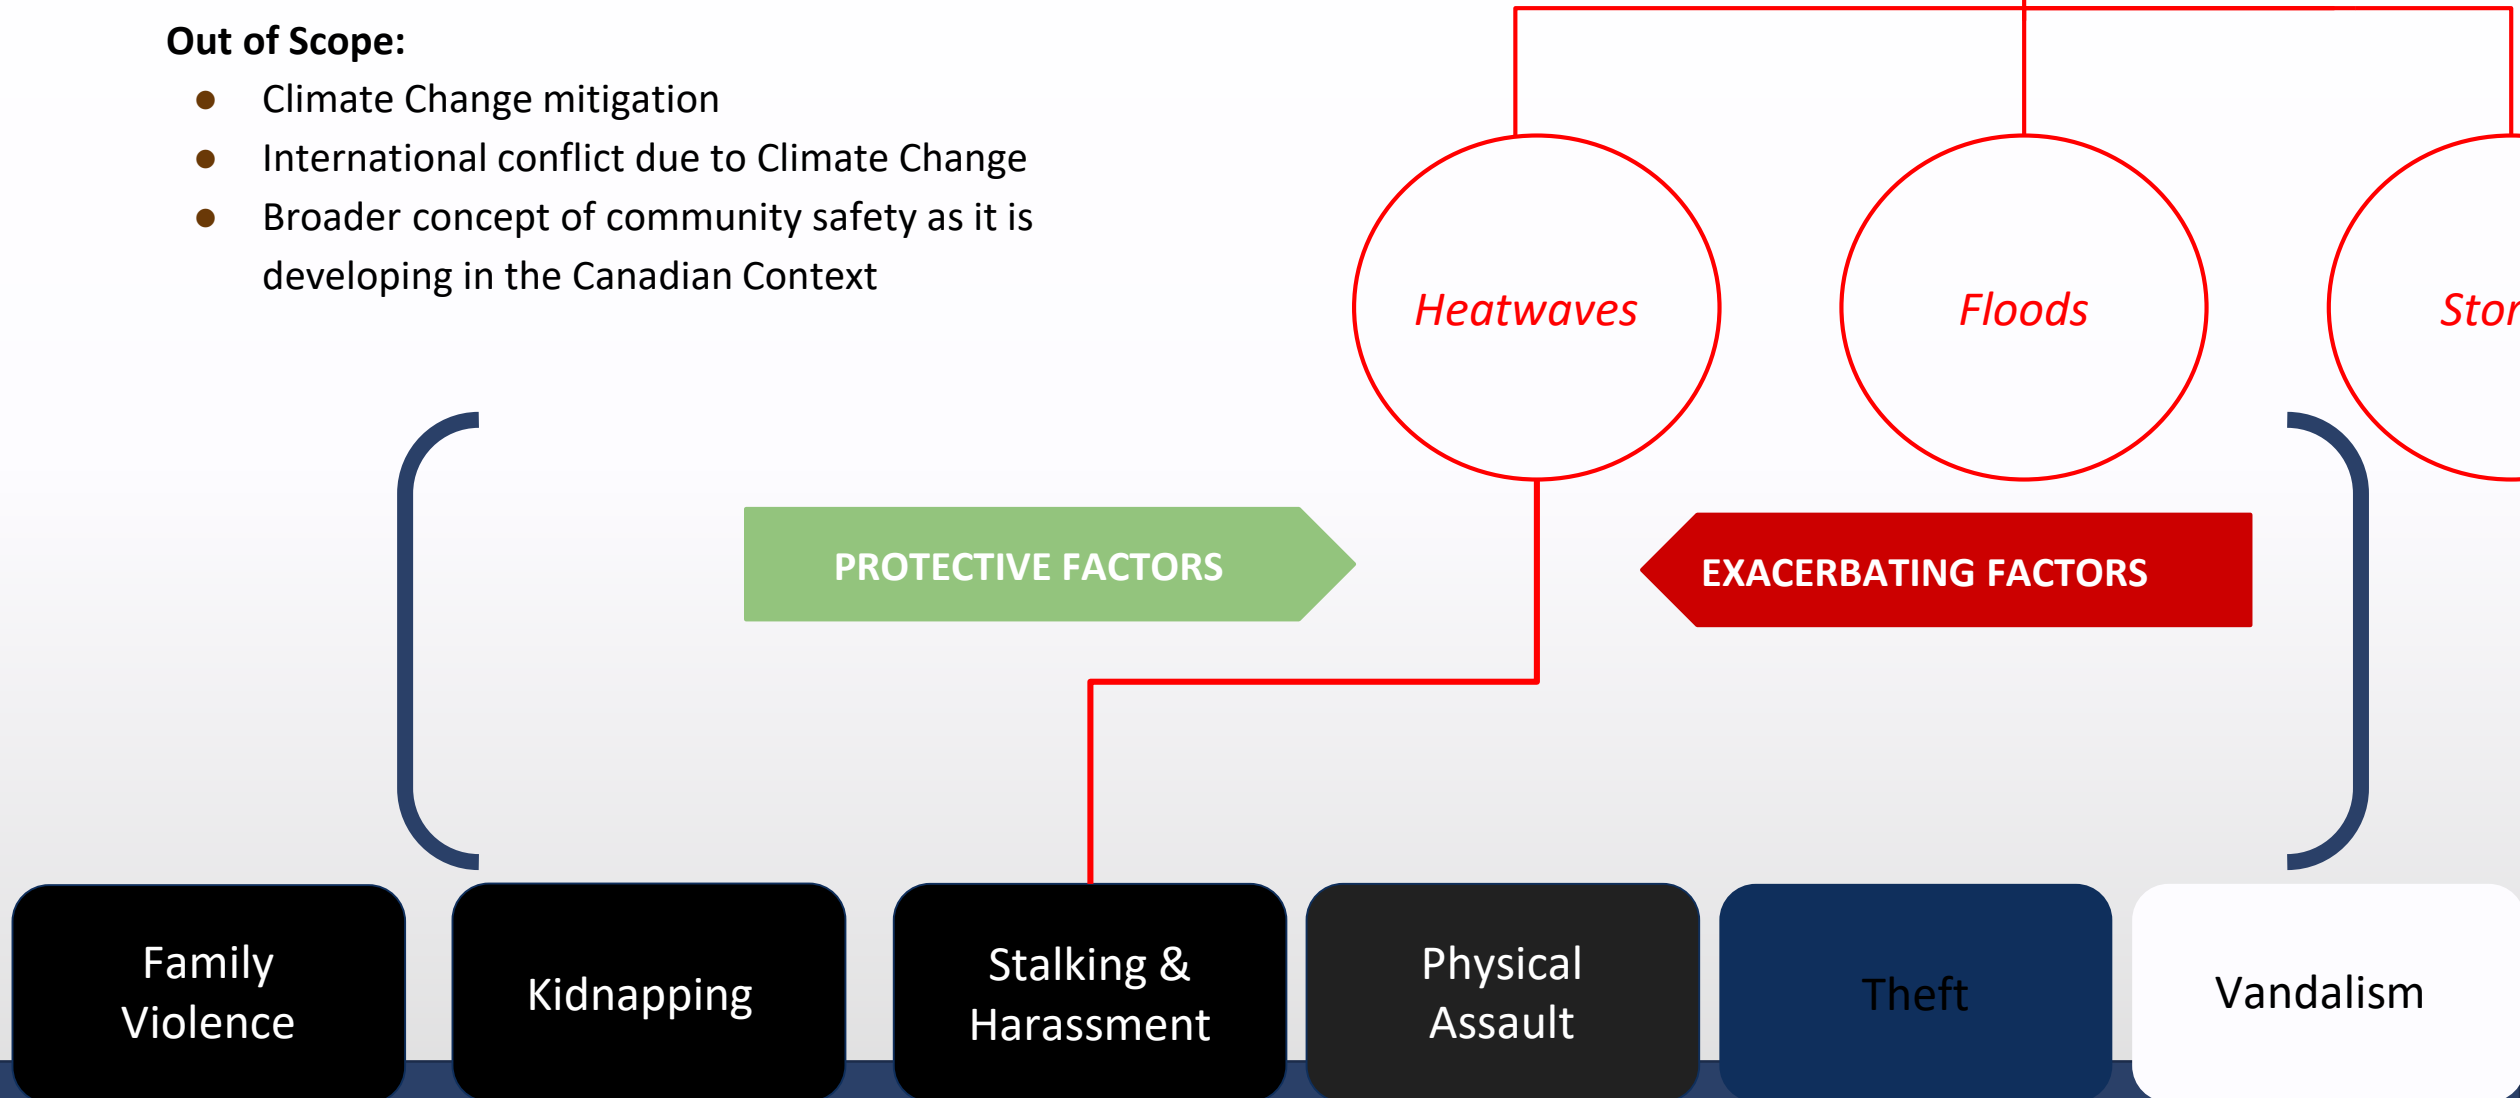 Out of Scope:
● Climate Change mitigation
● International conflict due to Climate Change
● Broader concept of community safety as it is
developing in the Canadian Context
Heatwaves
Floods
PROTECTIVE FACTORS
EXACERBATING FACTORS
Family
Violence
Kidnapping
Stalking &
Harassment
Physical
Assault
Theft
Vandalism